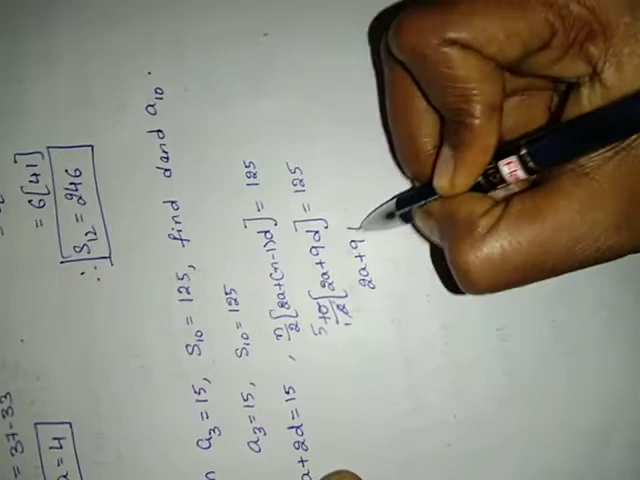 = 37-33
a = 4
= 6[41]
∴ S₁₂ = 246
a₃ = 15, S₁₀ = 125, find d and a₁₀.
a₃ = 15, S₁₀ = 125
a + 2d = 15, n/2[2a+(n-1)d] = 125
5 10/2 1 [2a+9d] = 125
2a+9